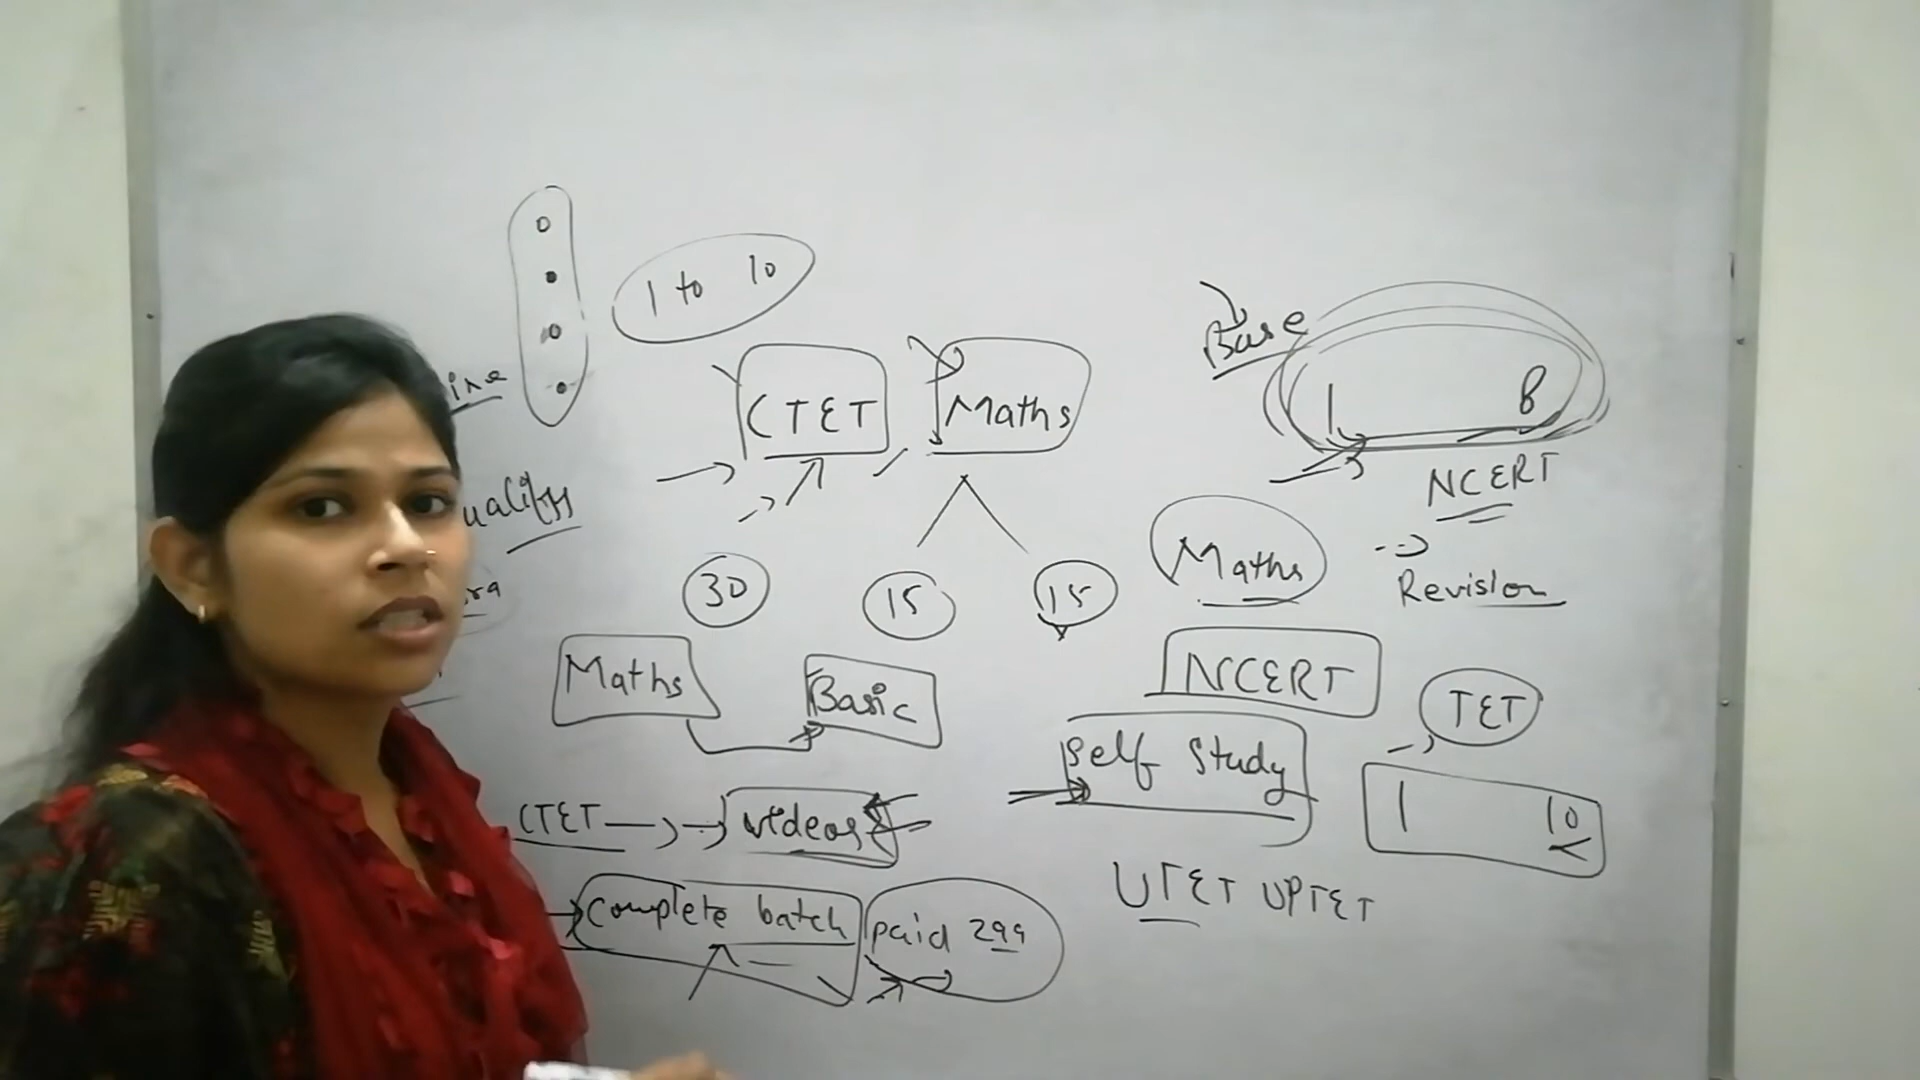 1 to 10
CTET Maths
Base
1 8
NCERT
Revision
30 15 15
Maths
Maths Basic
NCERT
Self Study
TET
1 10
CTET videos
complete batch paid 299
UTET UPTET